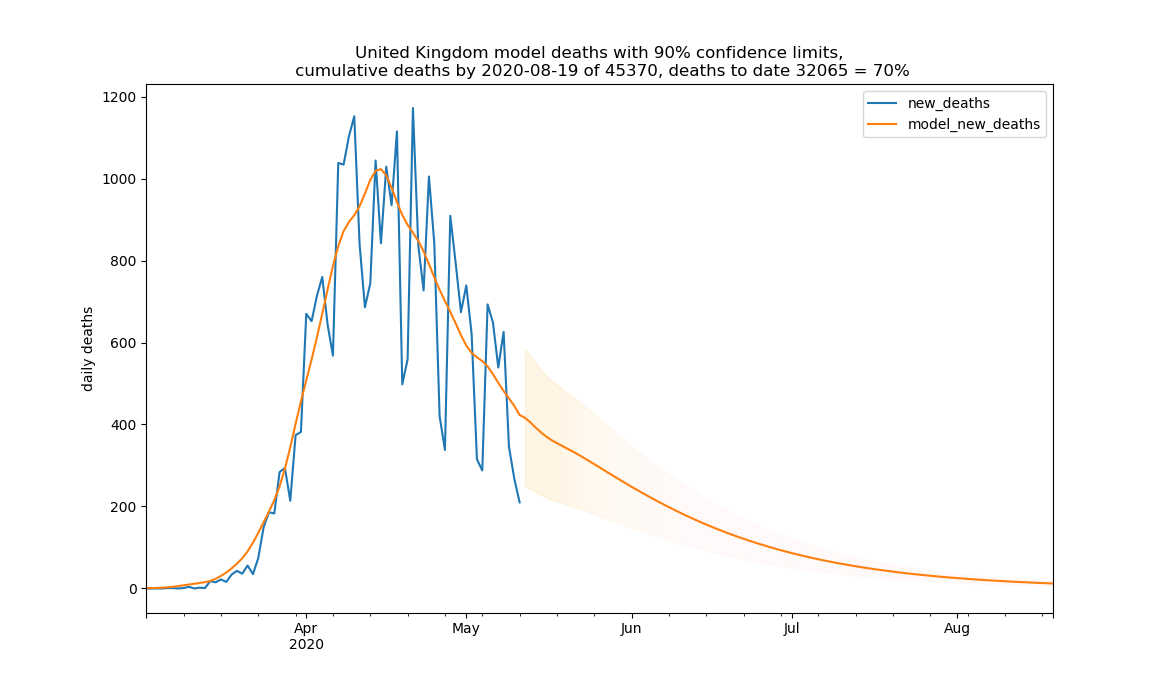 United Kingdom model deaths with 90% confidence limits,
cumulative deaths by 2020-08-19 of 45370, deaths to date 32065 = 70%
new_deaths
model_new_deaths
daily deaths
1200
1000
800
600
400
200
0
Apr
2020
May
Jun
Jul
Aug